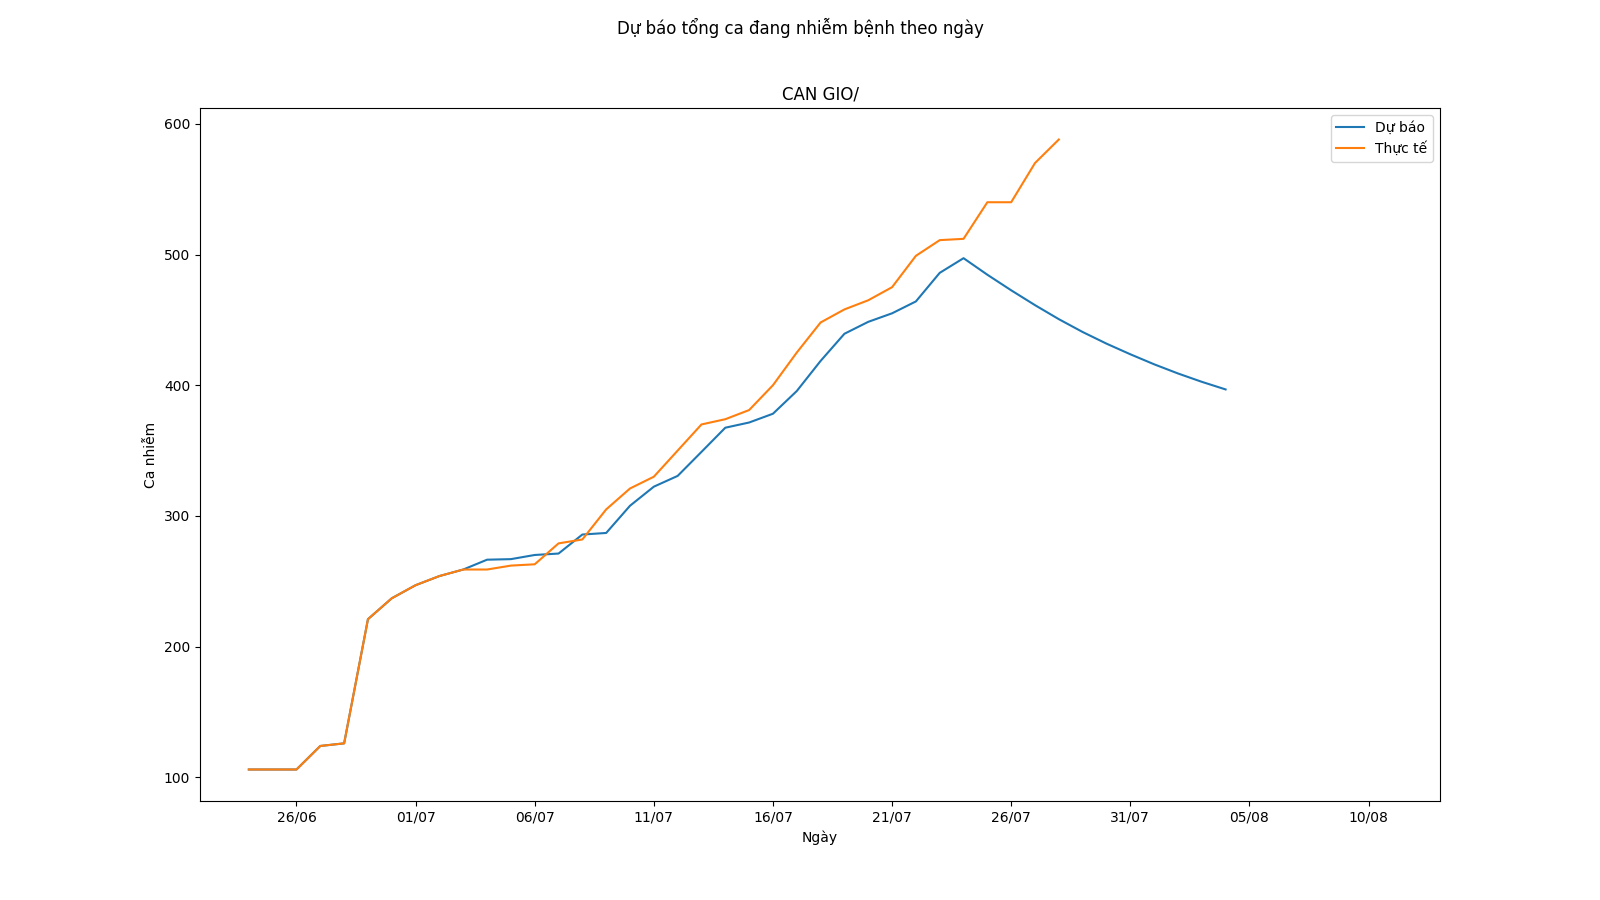 Dự báo tổng ca đang nhiễm bệnh theo ngày
CAN GIO/
Dự báo
Thực tế
600
500
400
300
200
100
Ca nhiễm
26/06
01/07
06/07
11/07
16/07
21/07
26/07
31/07
05/08
10/08
Ngày